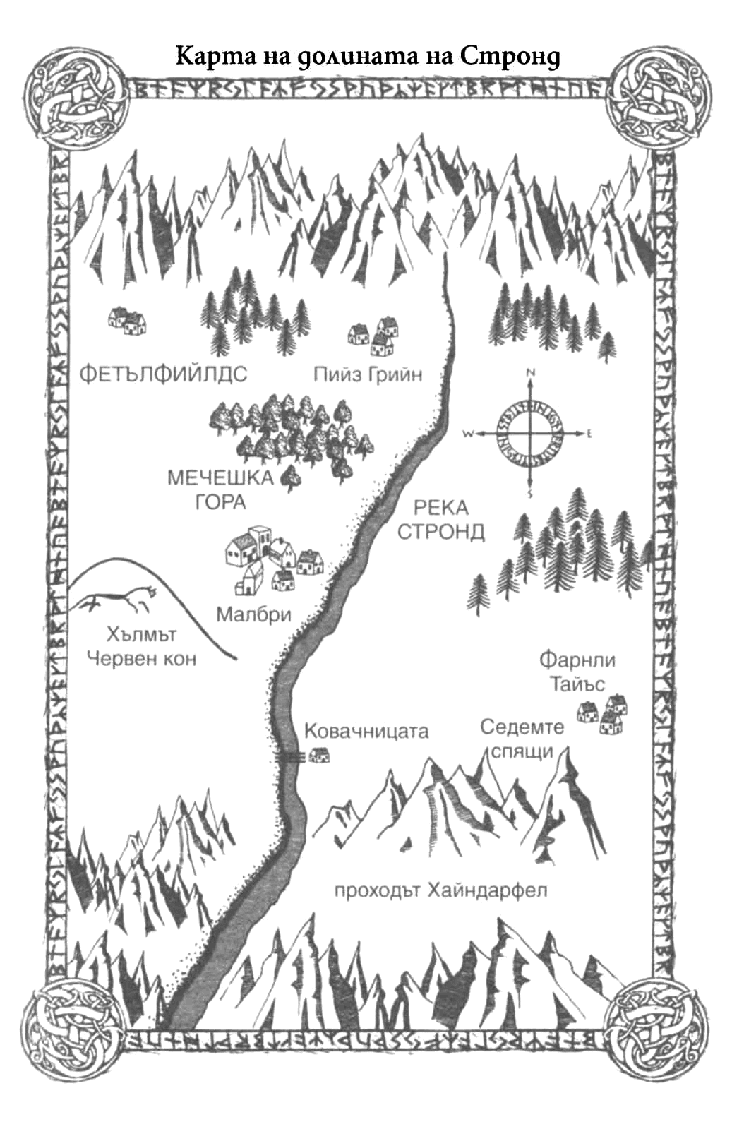 Карта на долината на Стронд
ФЕТЪЛФИЙЛДС
Пийз Грийн
N
W E
S
МЕЧЕШКА
ГОРА
РЕКА
СТРОНД
Малбри
Хълмът
Червен кон
Фарнли
Тайъс
Ковачницата
Седемте
спящи
проходът Хайндарфел